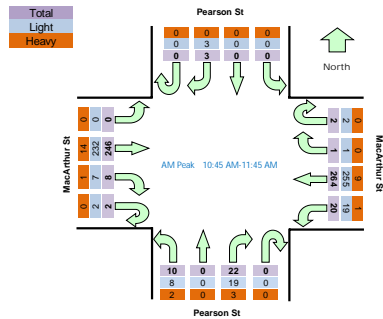 Total
Light
Heavy
Pearson St
0 0 0 0
0 3 0 0
0 3 0 0
North
MacArthur St
0 0 0
14 232 246
1 7 8
0 2 2
AM Peak 10:45 AM-11:45 AM
2 2 0
1 1 0
264 255 9
20 19 1
MacArthur St
10 0 22 0
8 0 19 0
2 0 3 0
Pearson St